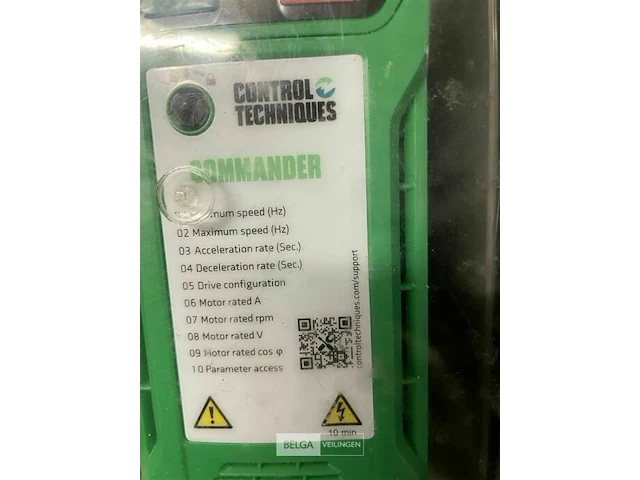 CONTROL
TECHNIQUES
COMMANDER
speed (Hz)
02 Maximum speed (Hz)
03 Acceleration rate (Sec.)
04 Deceleration rate (Sec.)
05 Drive configuration
06 Motor rated A
07 Motor rated rpm
08 Motor rated V
09 Motor rated cos φ
10 Parameter access
controltechniques.com/support
10 min
BELGA VEILINGEN